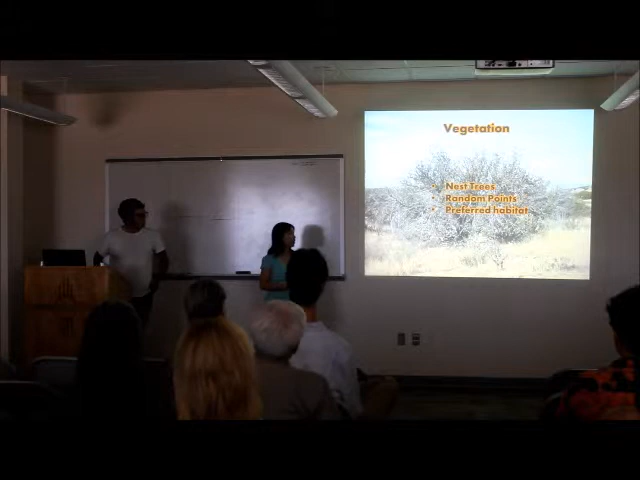 Vegetation
• Nest Trees
• Random Points
• Preferred habitat